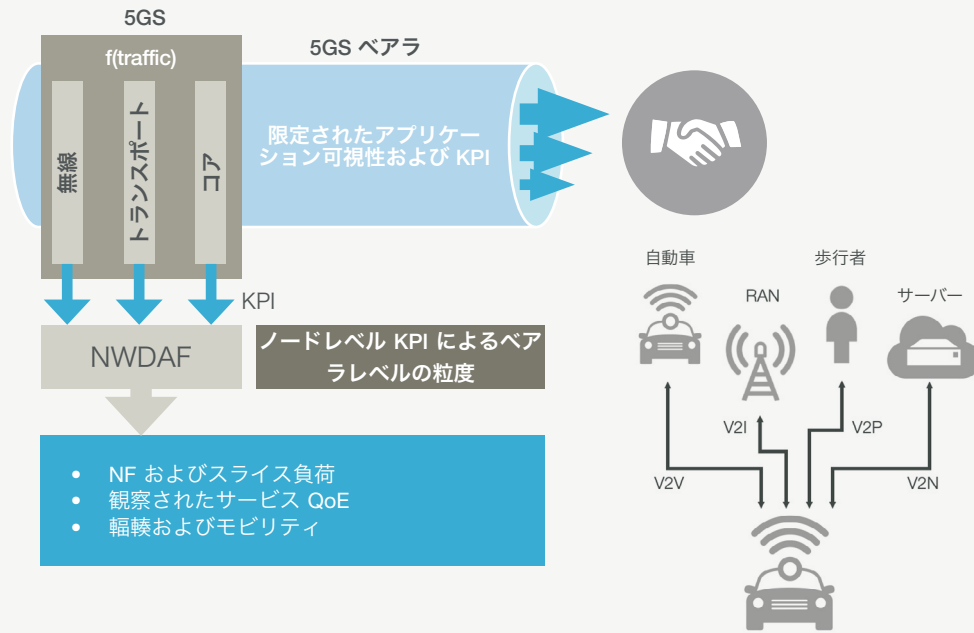 5GS
f(traffic)
無線
トランスポート
コア
5GS ベアラ
限定されたアプリケー
ション可視性および KPI
KPI
NWDAF
ノードレベル KPI によるベア
ラレベルの粒度
• NF およびスライス負荷
• 観察されたサービス QoE
• 輻輳およびモビリティ
自動車
RAN
歩行者
サーバー
V2I
V2P
V2V
V2N